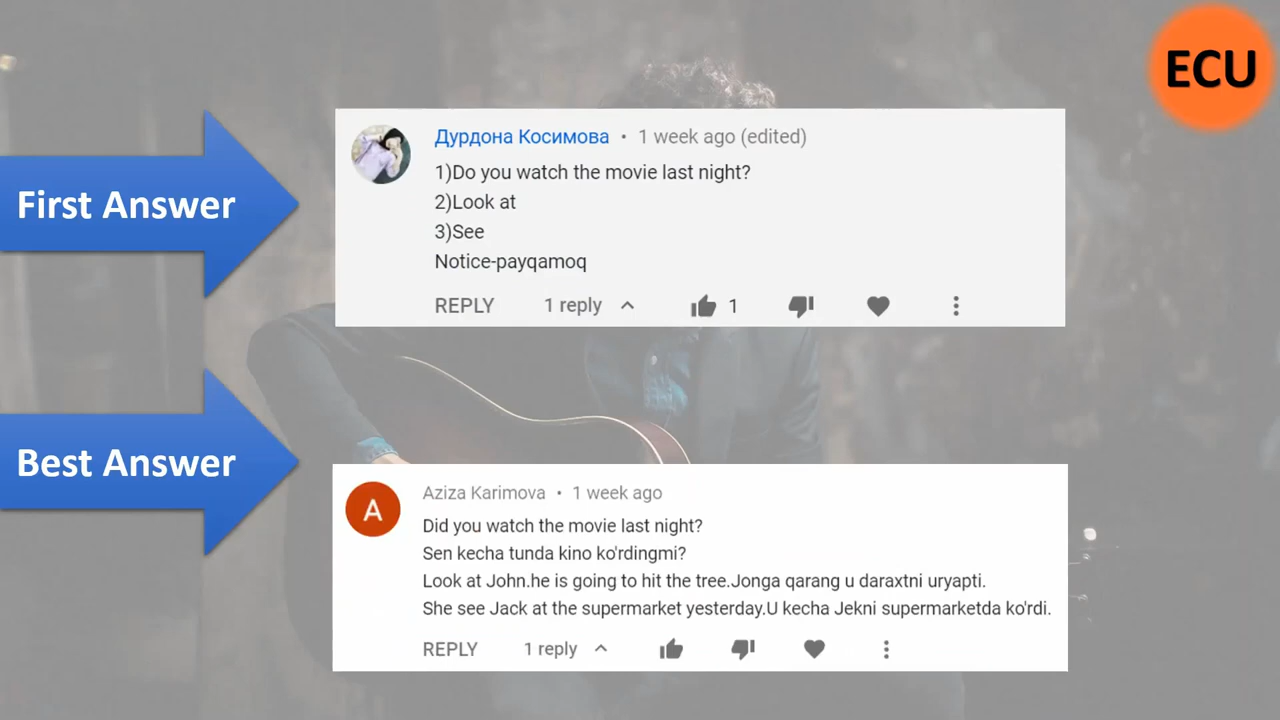 ECU
First Answer
Дурдона Косимова • 1 week ago (edited)
1)Do you watch the movie last night?
2)Look at
3)See
Notice-payqamoq
REPLY 1 reply 1
Best Answer
A
Aziza Karimova • 1 week ago
Did you watch the movie last night?
Sen kecha tunda kino ko'rdingmi?
Look at John.he is going to hit the tree.Jonga qarang u daraxtni uryapti.
She see Jack at the supermarket yesterday.U kecha Jekni supermarketda ko'rdi.
REPLY 1 reply